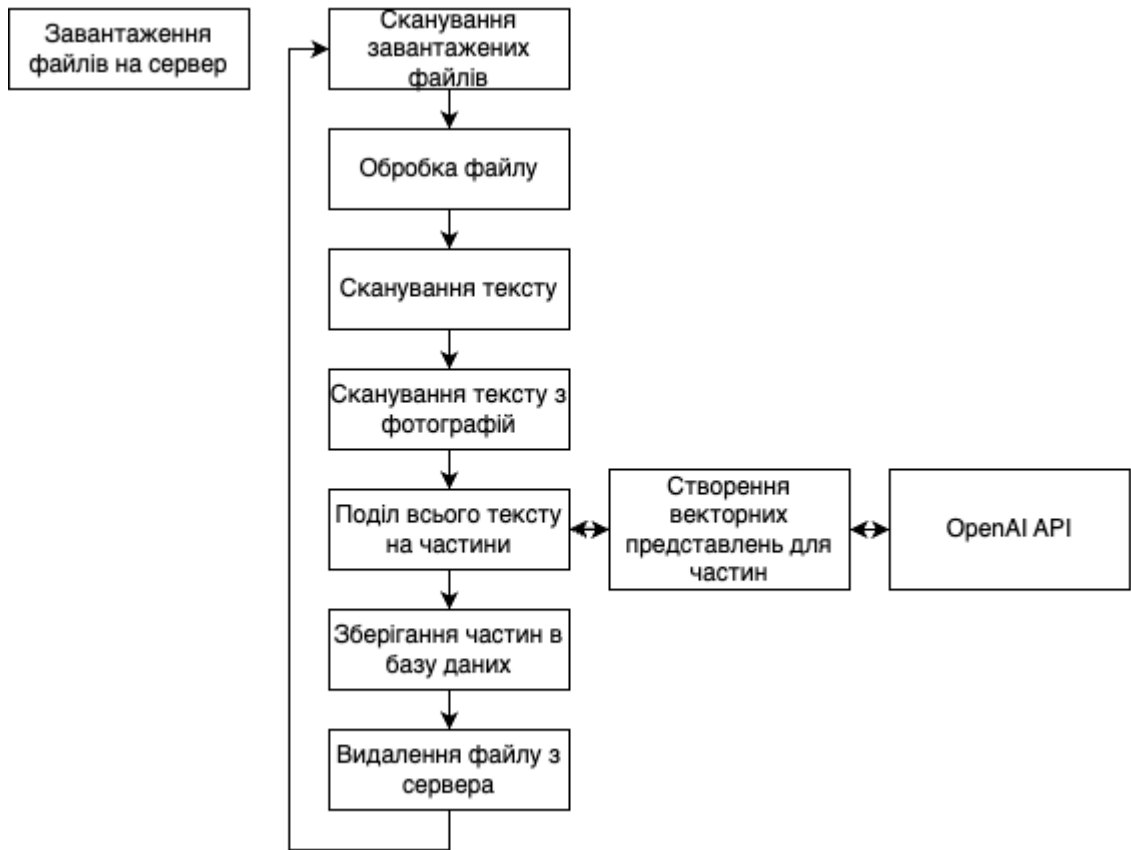 Завантаження
файлів на сервер
Сканування
завантажених
файлів
Обробка файлу
Сканування тексту
Сканування тексту з
фотографій
Поділ всього тексту
на частини
Створення
векторних
представлень для
частин
OpenAI API
Зберігання частин в
базу даних
Видалення файлу з
сервера